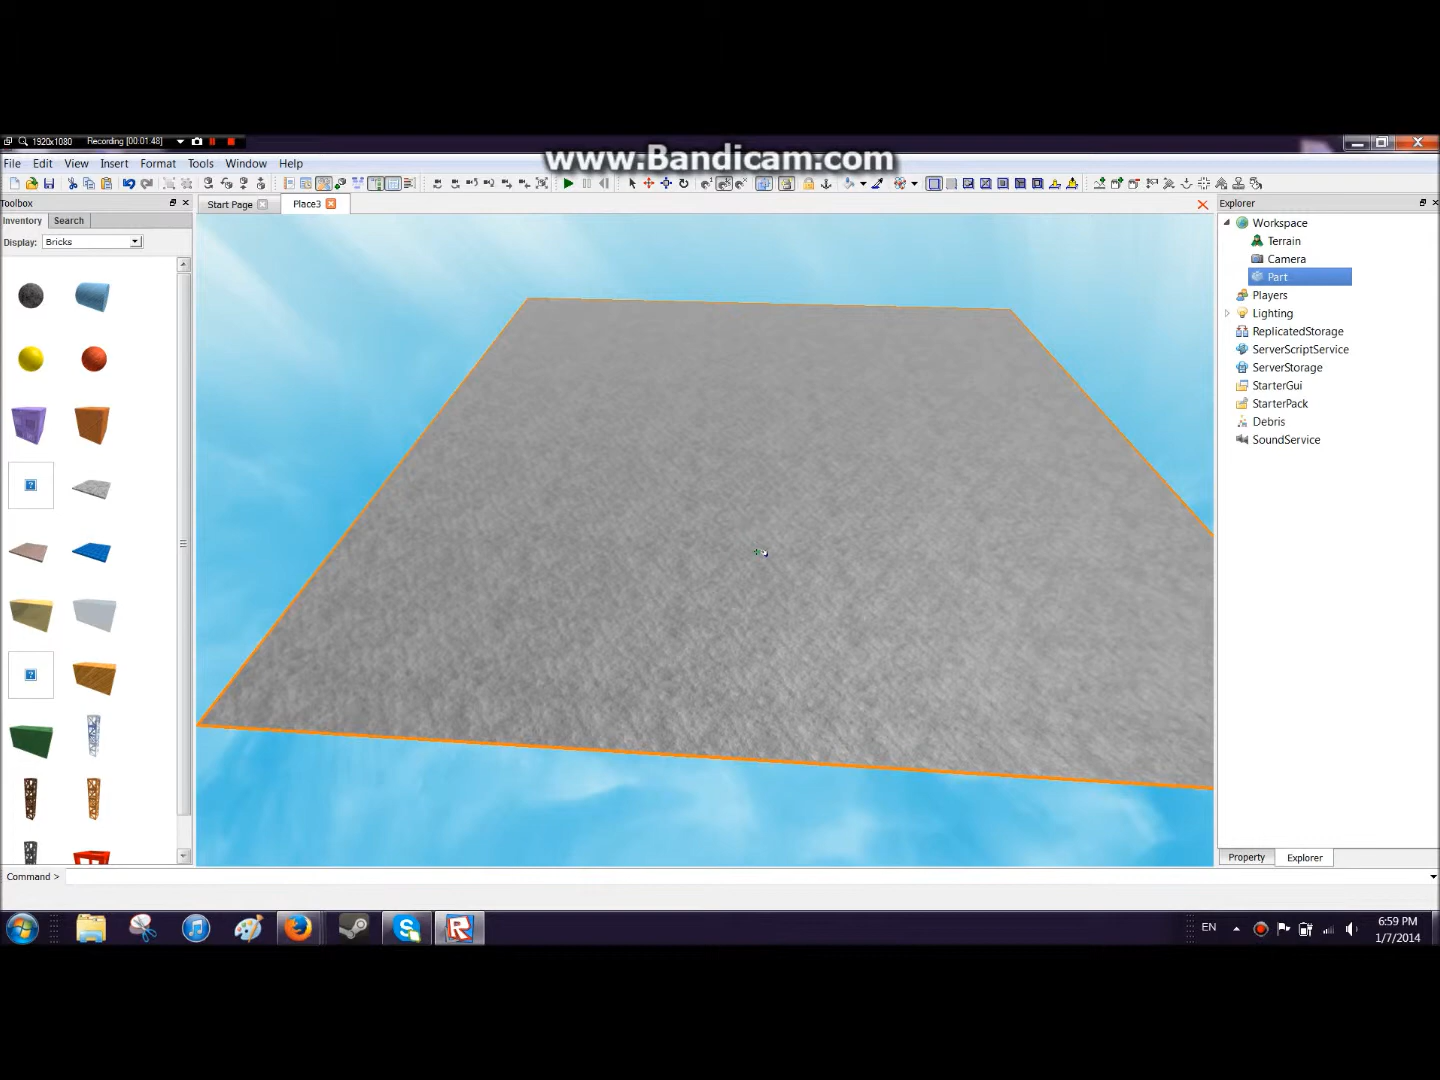 1920x1080 Recording [00:01:48]
www.Bandicam.com
File Edit View Insert Format Tools Window Help
Toolbox
Start Page
Place3
Explorer
Inventory Search
Display: Bricks
Workspace
Terrain
Camera
Part
Players
Lighting
ReplicatedStorage
ServerScriptService
ServerStorage
StarterGui
StarterPack
Debris
SoundService
Property Explorer
Command >
EN
6:59 PM
1/7/2014